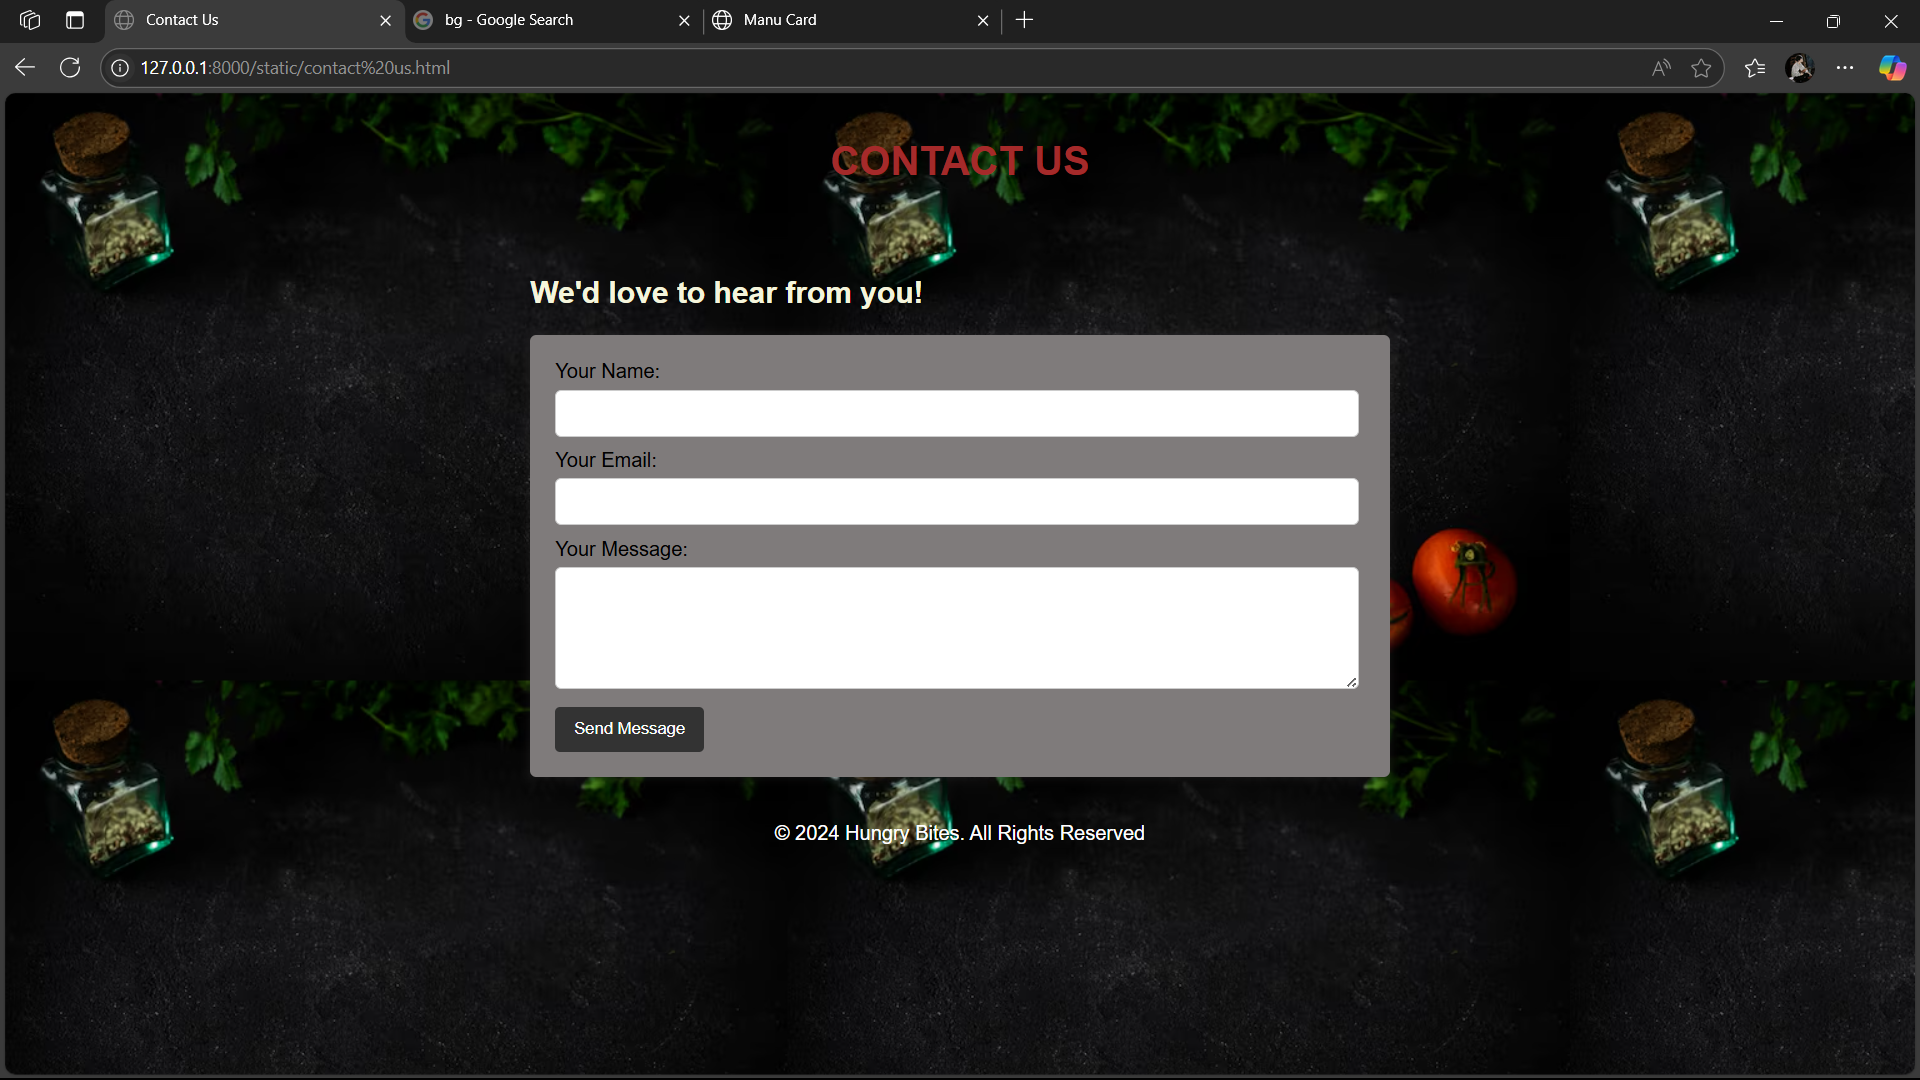 Contact Us
bg - Google Search
Manu Card
127.0.0.1:8000/static/contact%20us.html
CONTACT US
We'd love to hear from you!
Your Name:
Your Email:
Your Message:
Send Message
© 2024 Hungry Bites. All Rights Reserved